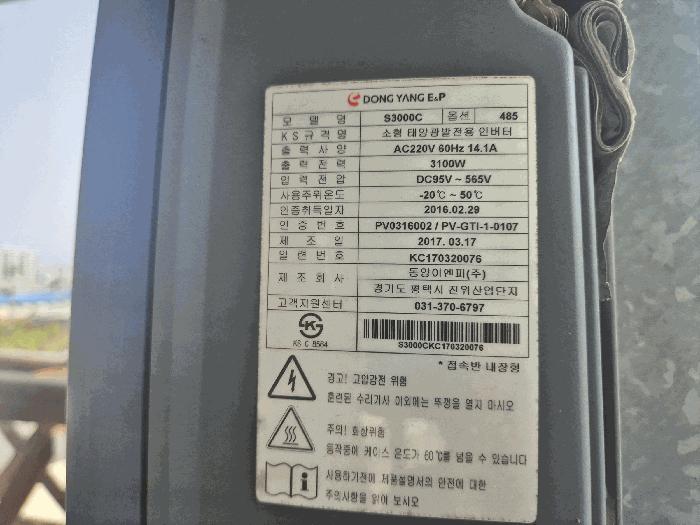 DONG YANG E&P
모 델 명 S3000C 옵션 485
K S 규 격 명 소형 태양광발전용 인버터
출 력 사 양 AC220V 60Hz 14.1A
출 력 전 력 3100W
입 력 전 압 DC95V ~ 565V
사용주위온도 -20℃ ~ 50℃
인증취득일자 2016.02.29
인 증 번 호 PV0316002 / PV-GTI-1-0107
제 조 일 2017. 03.17
일 련 번 호 KC170320076
제 조 회 사 동양이엔피(주)
경기도 평택시 진위산업단지
고객지원센터 031-370-6797
KS C 8564
S3000CKC170320076
* 접속반 내장형
경고! 고압감전 위험
훈련된 수리기사 이외에는 뚜껑을 열지 마시오
주의! 화상위험
동작중에 케이스 온도가 60℃를 넘을 수 있습니다
사용하기전에 제품설명서의 안전에 대한
주의사항을 읽어 보시오